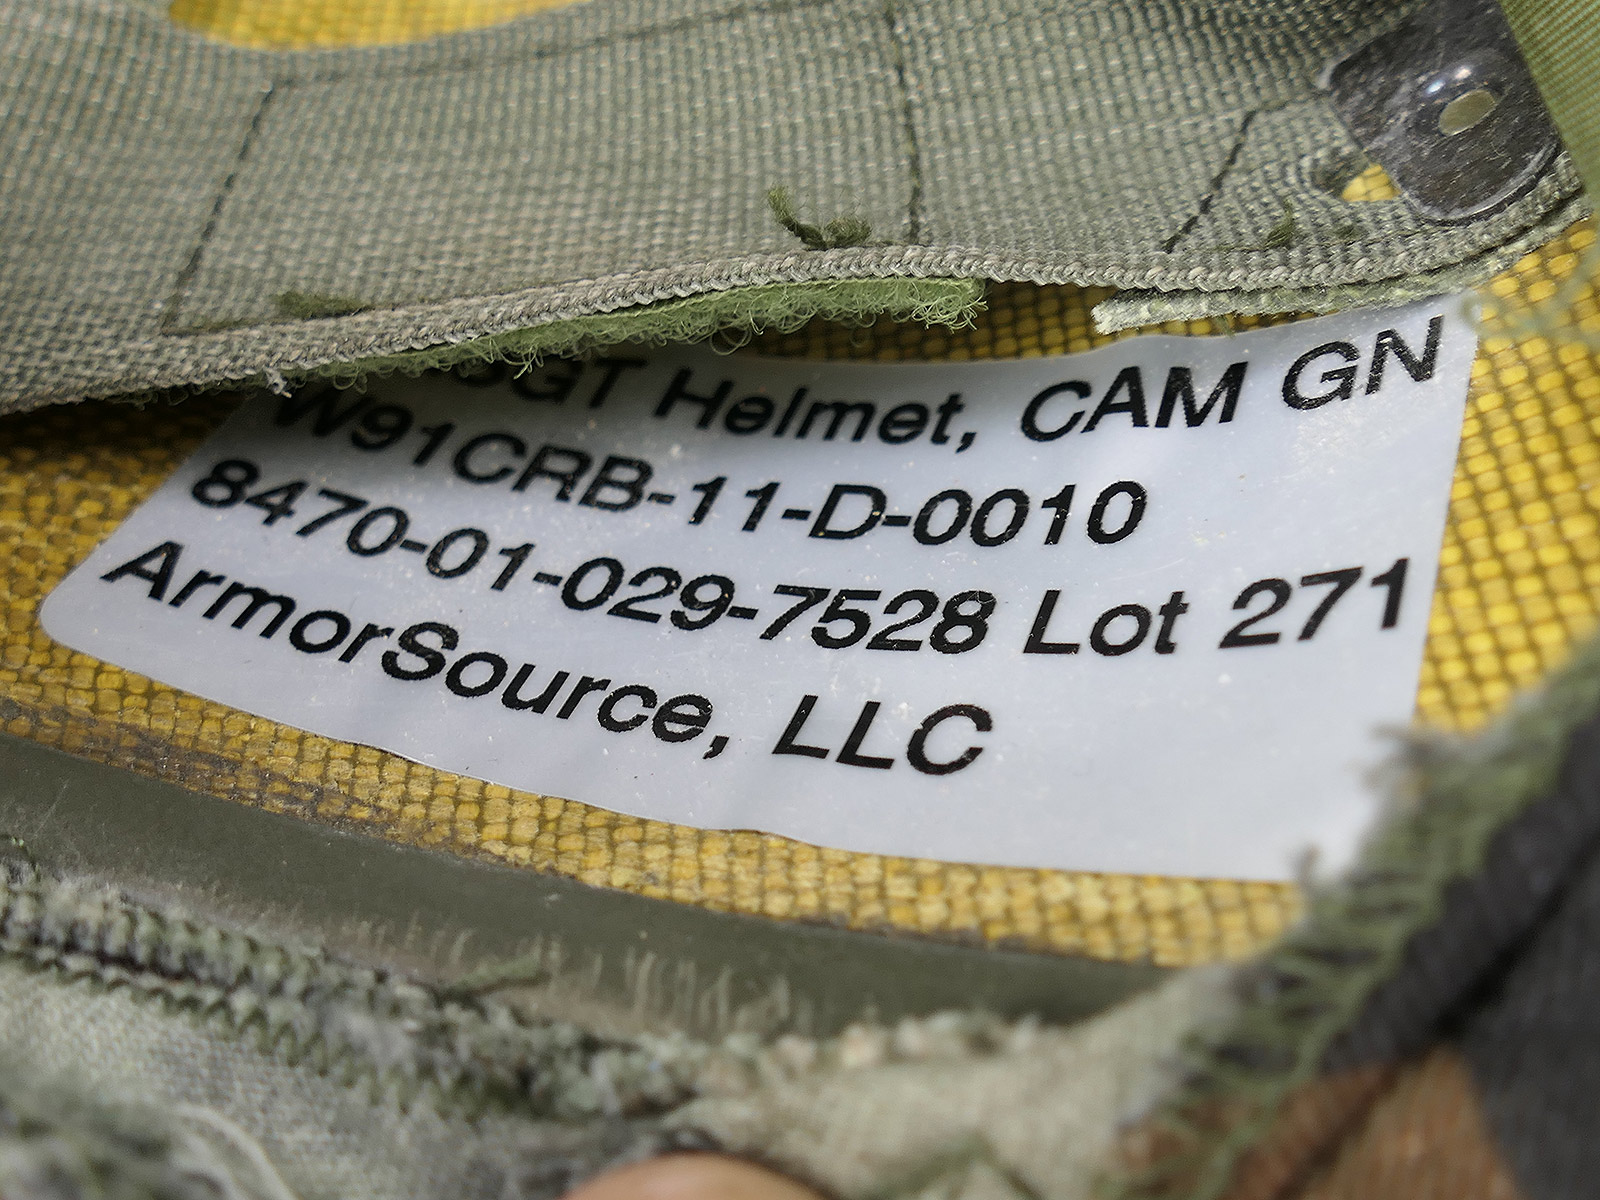 Helmet, CAM GN
W91CRB-11-D-0010
8470-01-029-7528 Lot 271
ArmorSource, LLC